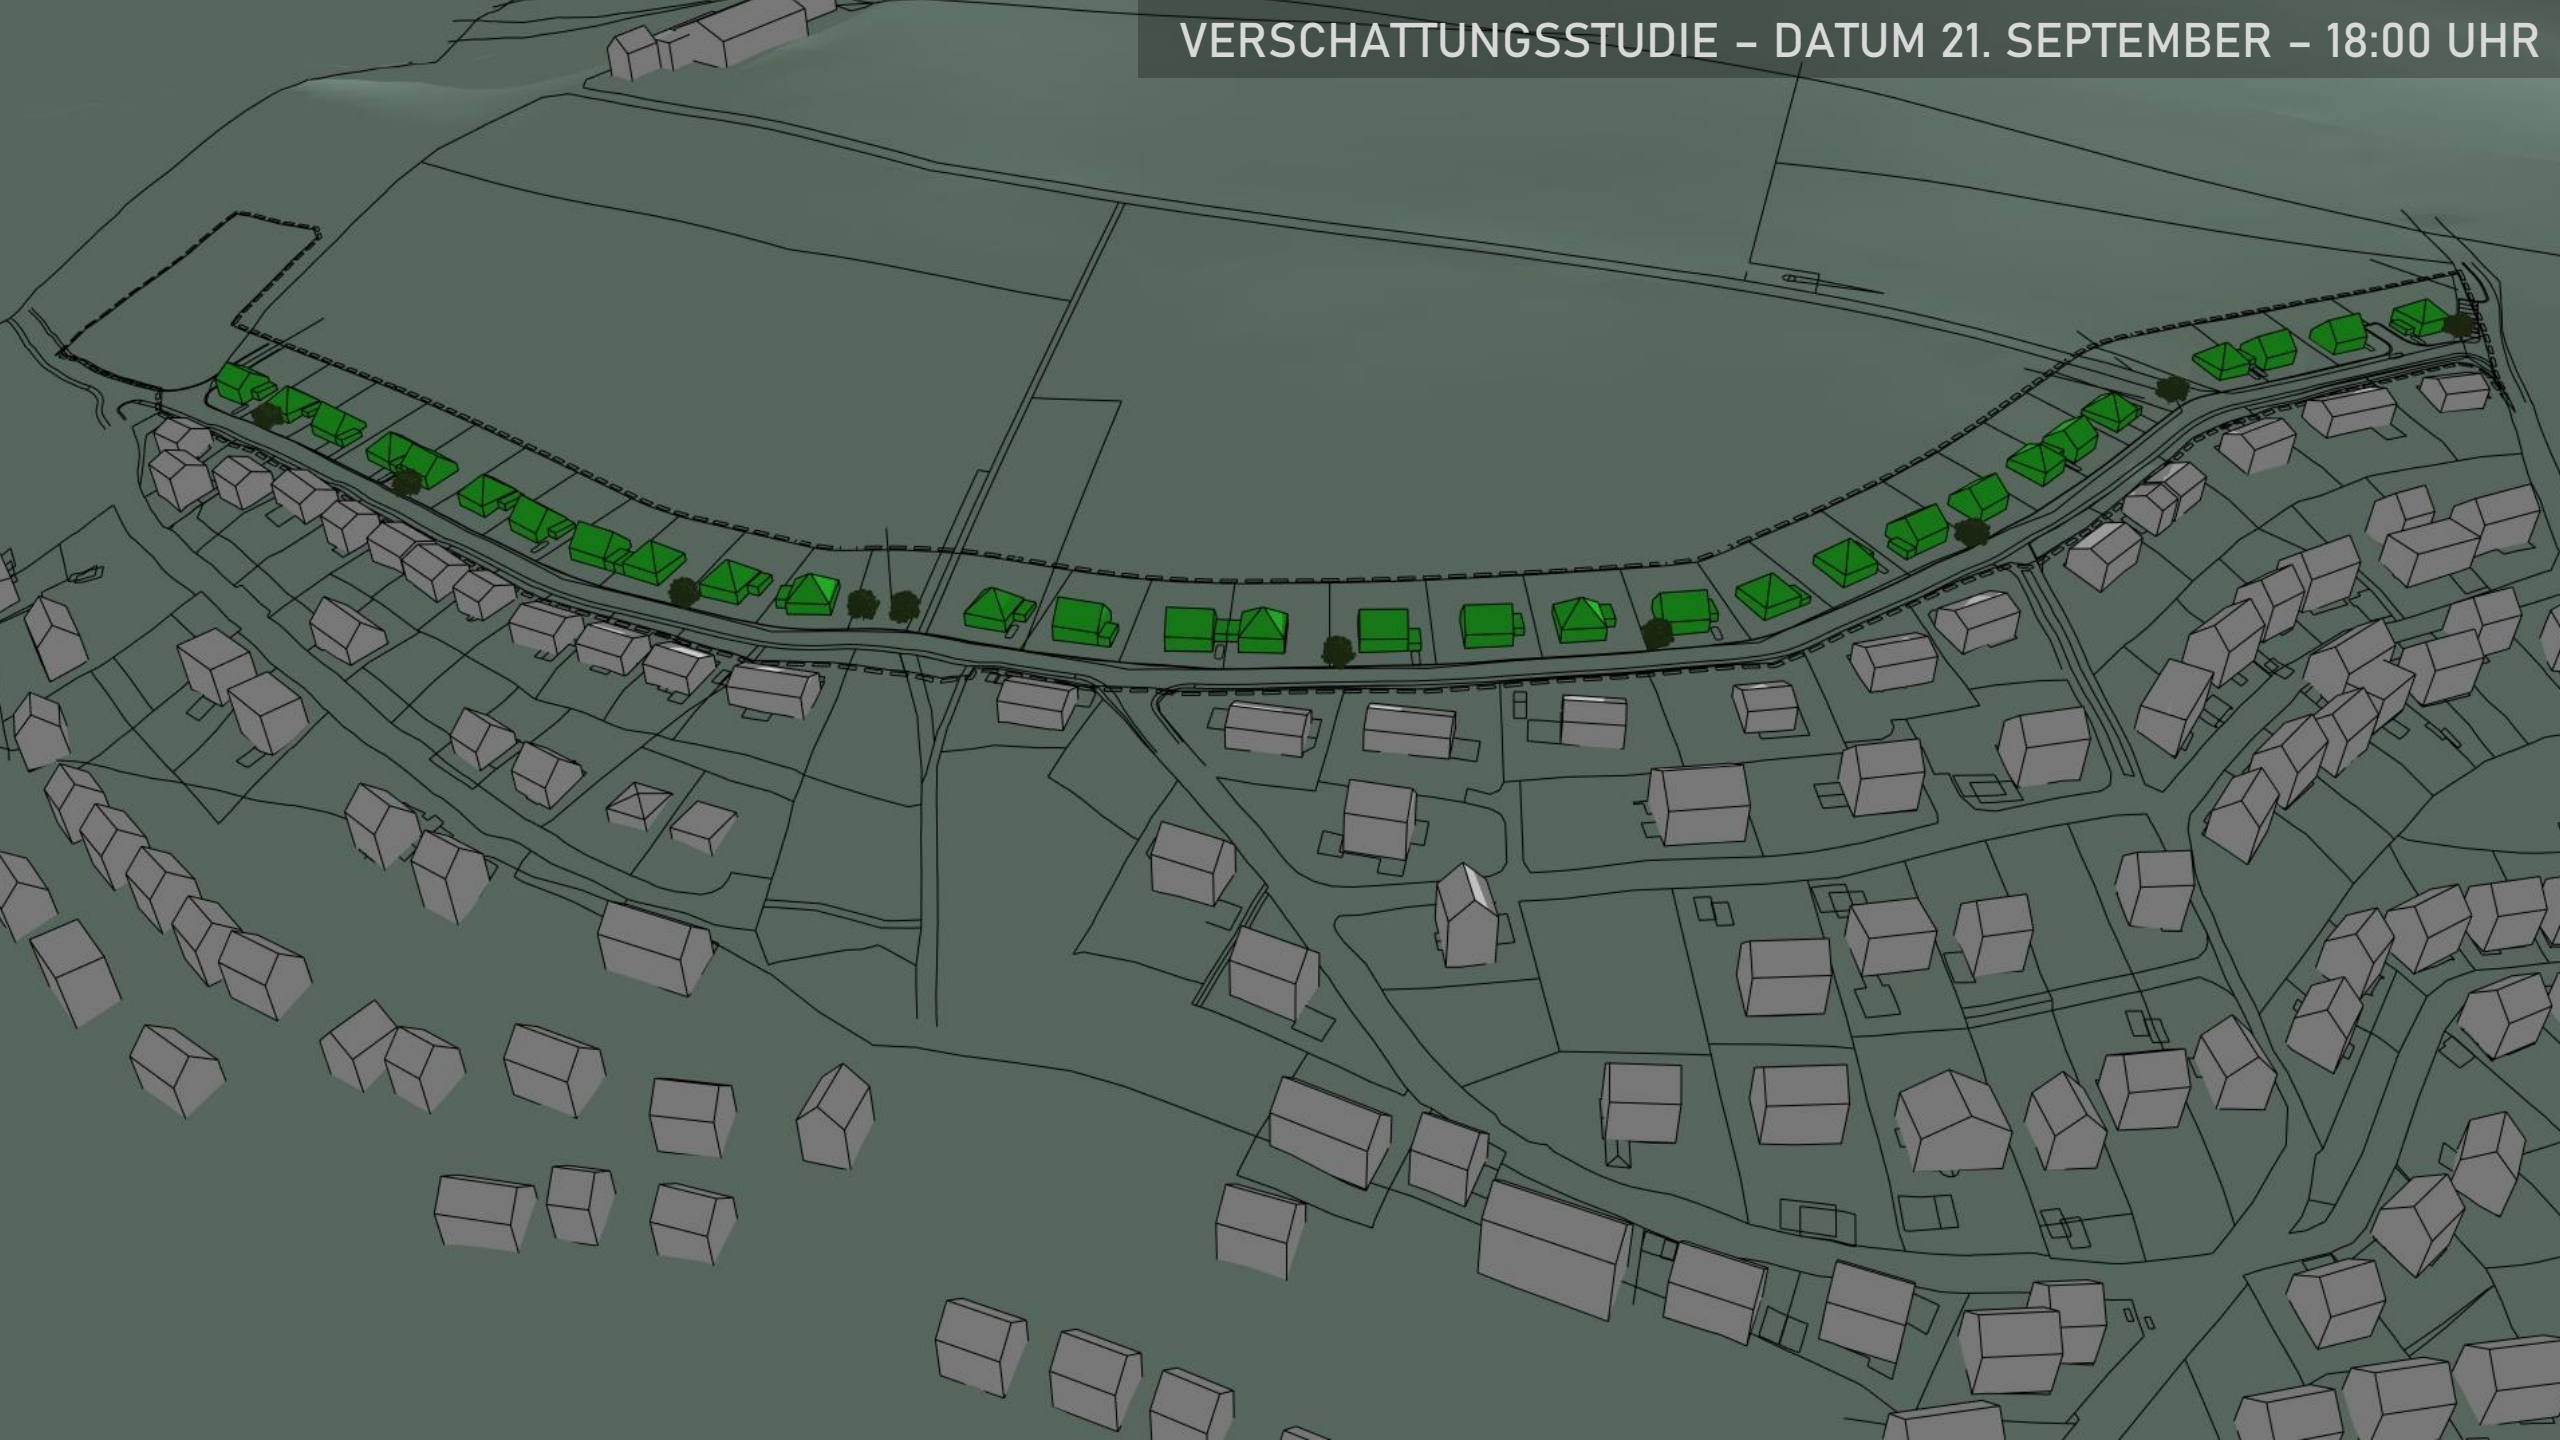 VERSCHATTUNGSSTUDIE – DATUM 21. SEPTEMBER – 18:00 UHR